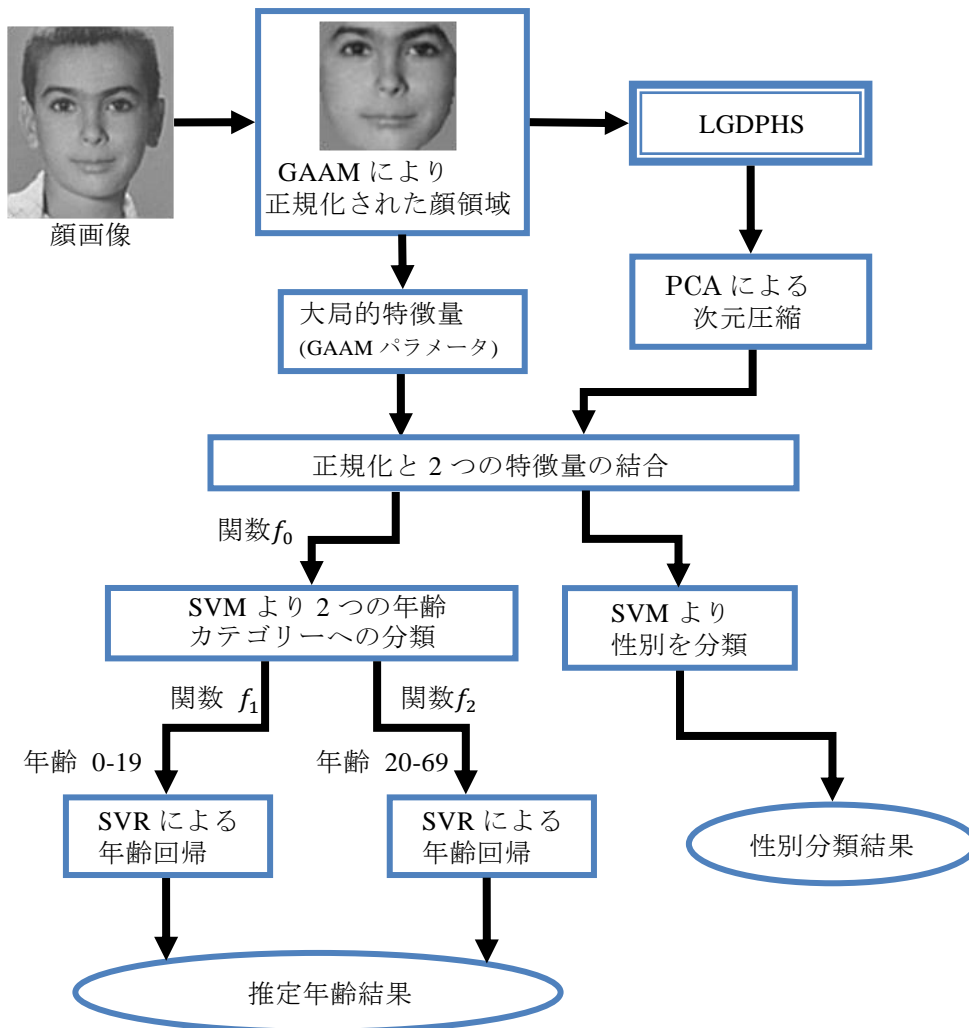 顔画像
GAAM により
正規化された顔領域
LGDPHS
大局的特徴量
(GAAM パラメータ)
PCA による
次元圧縮
正規化と 2 つの特徴量の結合
関数f₀
SVM より 2 つの年齢
カテゴリーへの分類
SVM より
性別を分類
関数 f₁
関数f₂
年齢 0-19
年齢 20-69
SVR による
年齢回帰
SVR による
年齢回帰
性別分類結果
推定年齢結果